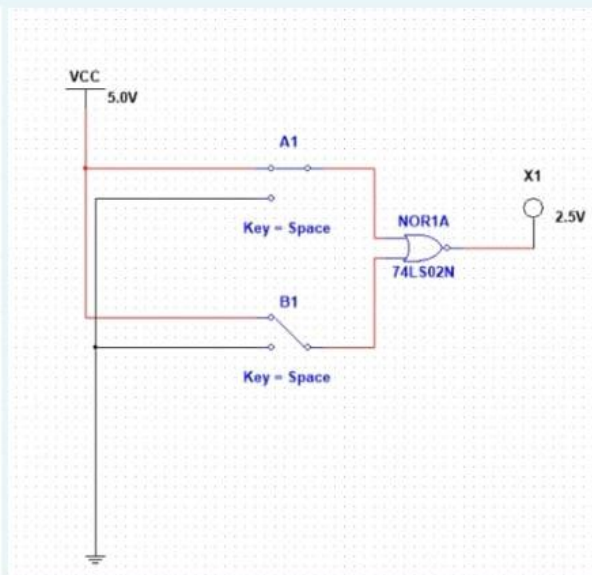 VCC
5.0V
A1
Key = Space
X1
2.5V
NOR1A
74LS02N
B1
Key = Space